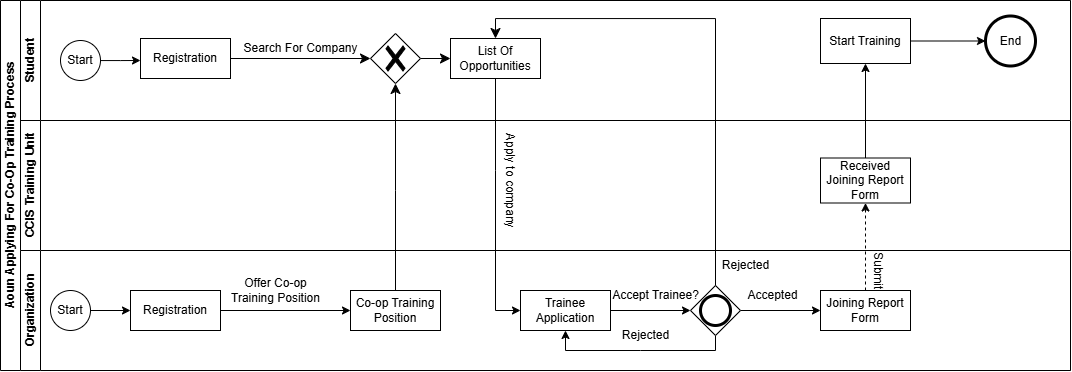 Aoun Applying For Co-Op Training Process
Student
Start
Registration
Search For Company
X
List Of
Opportunities
Start Training
End
CCIS Training Unit
Apply to company
Received
Joining Report
Form
Organization
Start
Registration
Offer Co-op
Training Position
Co-op Training
Position
Trainee
Application
Accept Trainee?
Rejected
Rejected
Accepted
Submit
Joining Report
Form